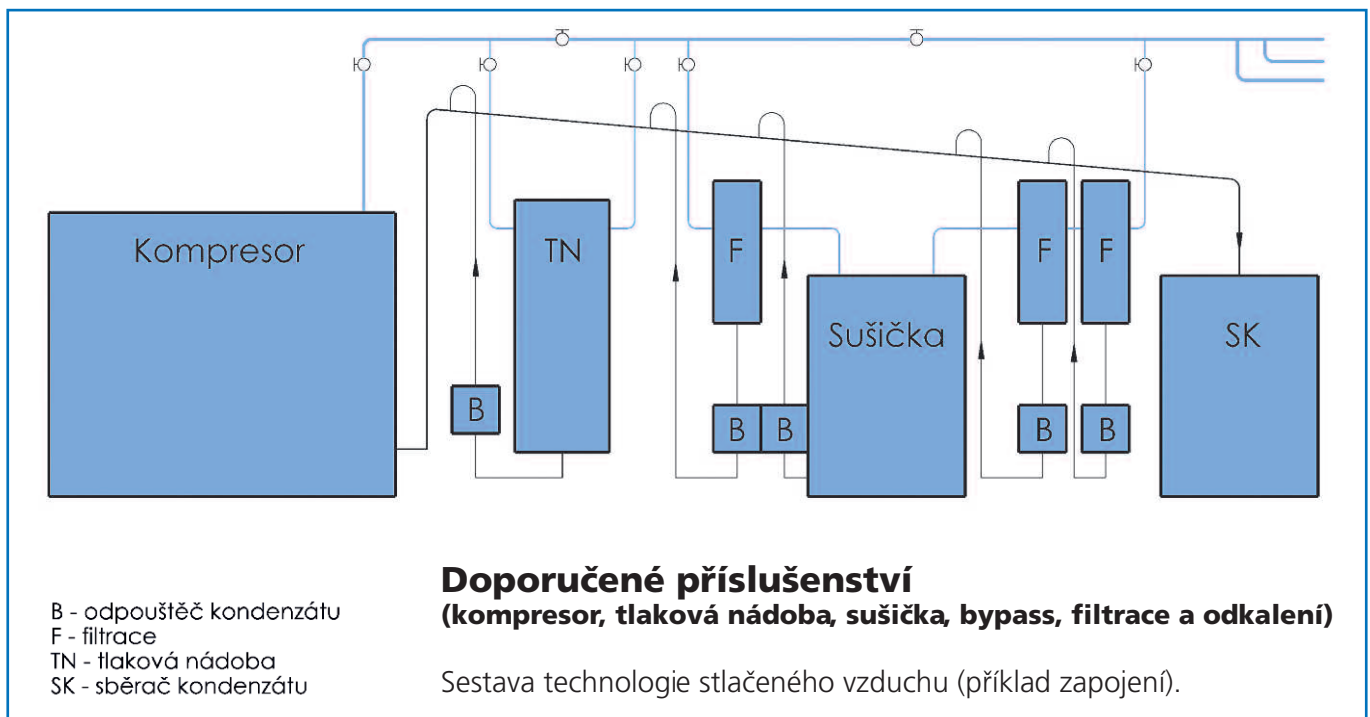 Kompresor
TN
F
F
F
Sušička
SK
B
B
B
B
B
Doporučené příslušenství
(kompresor, tlaková nádoba, sušička, bypass, filtrace a odkalení)
B - odpouštěč kondenzátu
F - filtrace
TN - tlaková nádoba
SK - sběrač kondenzátu
Sestava technologie stlačeného vzduchu (příklad zapojení).